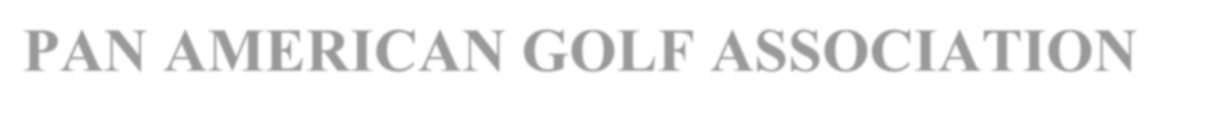 PAN AMERICAN GOLF ASSOCIATION